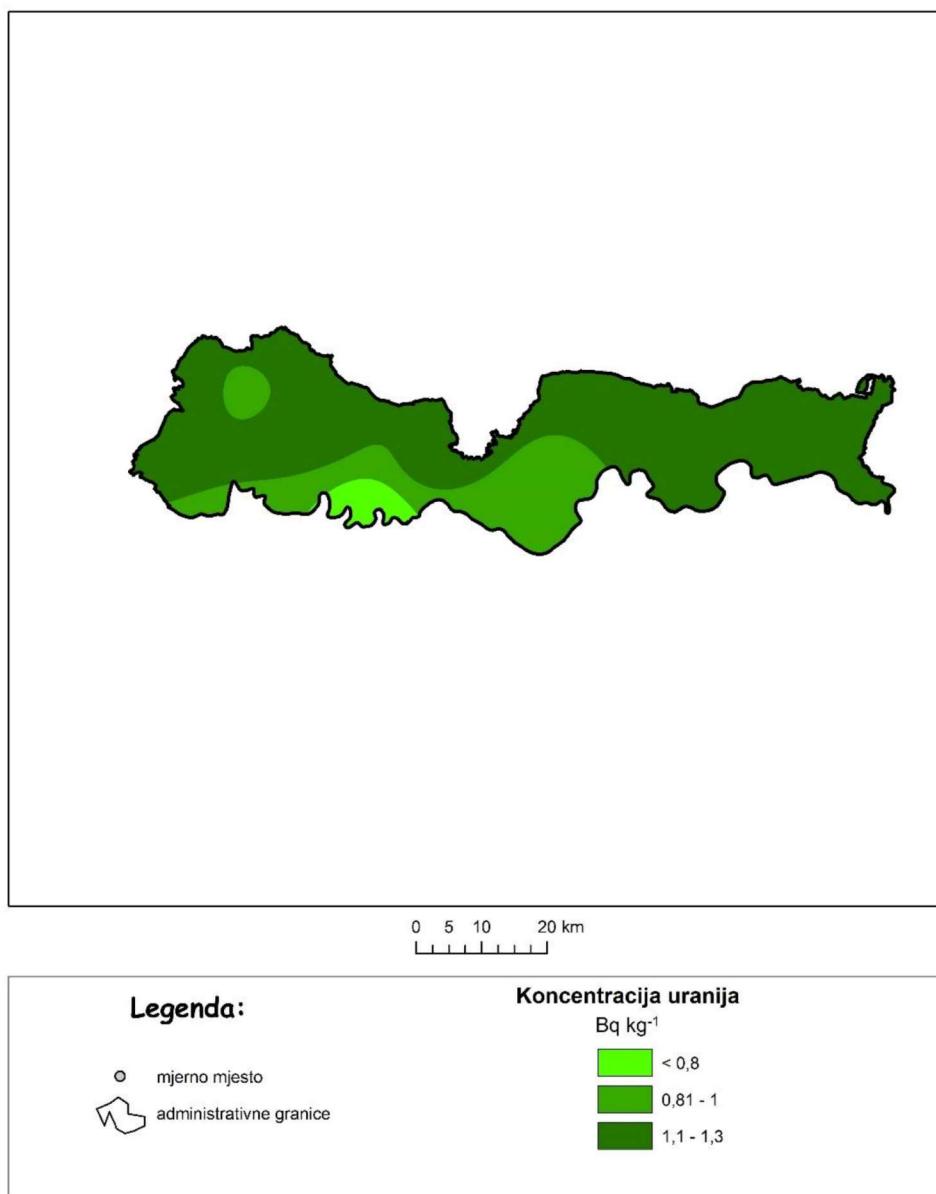 0 5 10 20 km
Legenda:
mjerno mjesto
administrativne granice
Koncentracija uranija
Bq kg⁻¹
< 0,8
0,81 - 1
1,1 - 1,3